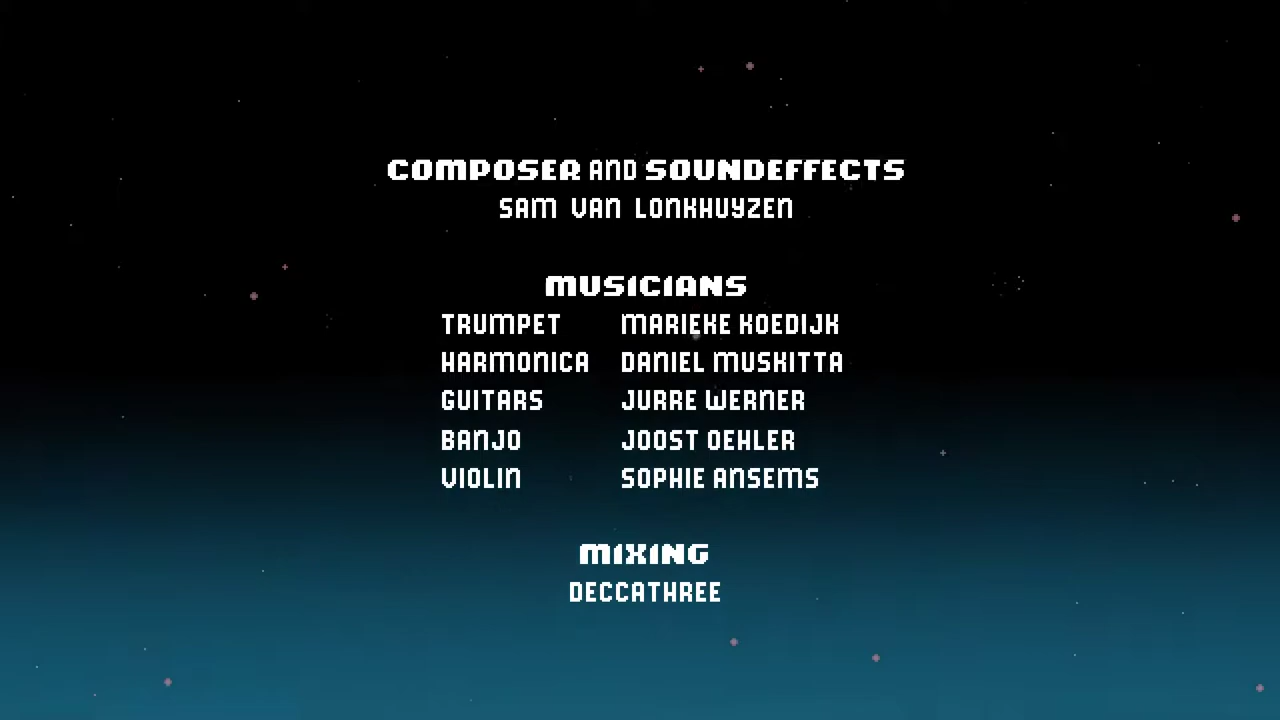 COMPOSER AND SOUNDEFFECTS
SAM VAN LONKHUYZEN
MUSICIANS
TRUMPET MARIEKE KOEDIJK
HARMONICA DANIEL MUSKITTA
GUITARS JURRE WERNER
BANJO JOOST OEHLER
VIOLIN SOPHIE ANSEMS
MIXING
DECCATHREE